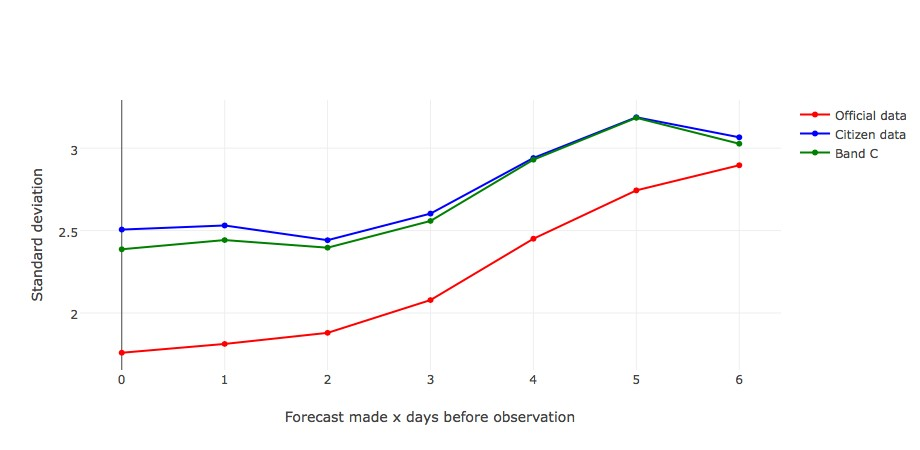 Official data
Citizen data
Band C
3
2.5
2
Standard deviation
0 1 2 3 4 5 6
Forecast made x days before observation